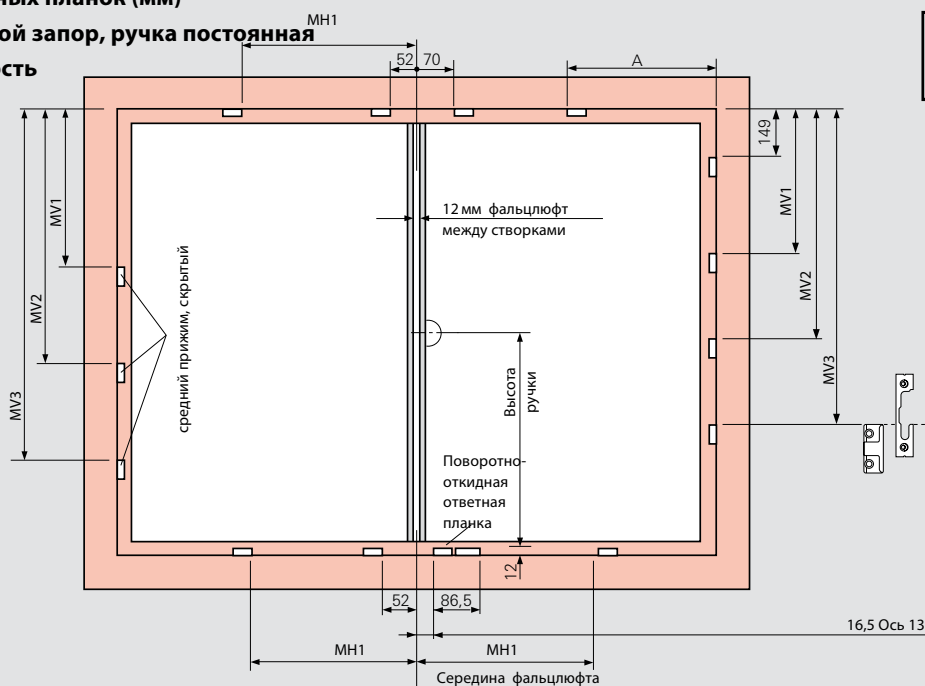 ных планок (мм)
ой запор, ручка постоянная
сть
MH1
52 70
A
149
MV1
MV2
MV3
MV1
MV2
MV3
12 мм фальцлюфт
между створками
средний прижим, скрытый
Высота
ручки
Поворотно-
откидная
ответная
планка
12
52
86,5
16,5 Ось 13
MH1
MH1
Середина фальцлюфта